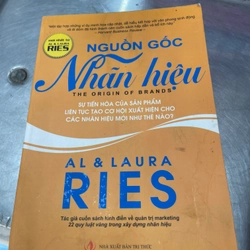 AL & LAURA
RIES
NGUỒN GỐC
Nhãn hiệu
THE ORIGIN OF BRANDS
SỰ TIẾN HÓA CỦA SẢN PHẨM
LIÊN TỤC TẠO CƠ HỘI XUẤT HIỆN CHO
CÁC NHÃN HIỆU MỚI NHƯ THẾ NÀO?
AL & LAURA
RIES
Tác giả cuốn sách kinh điển về quản trị marketing
22 quy luật vàng trong xây dựng nhãn hiệu
NHÀ XUẤT BẢN TRI THỨC